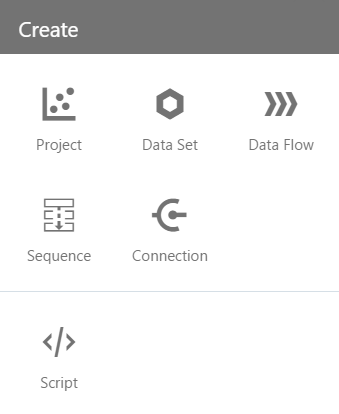 Create
Project Data Set Data Flow
Sequence Connection
Script